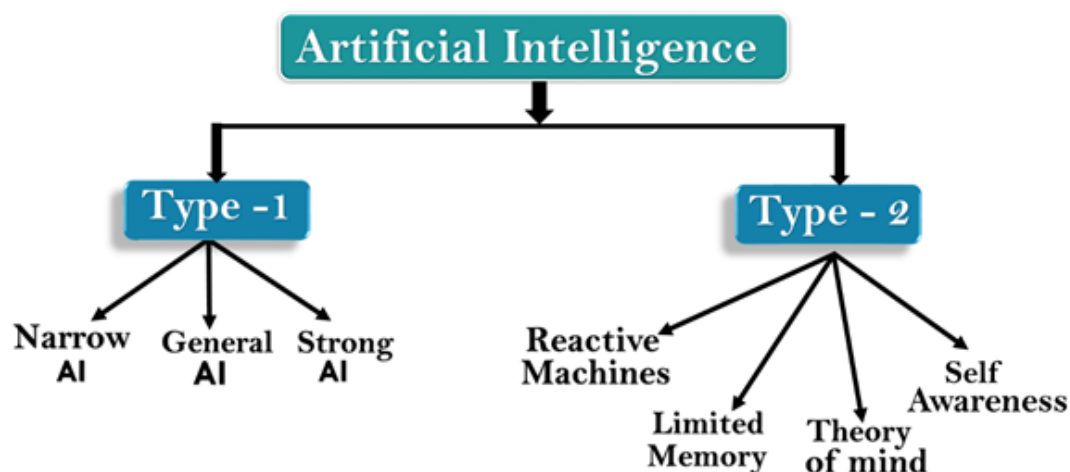 Artificial Intelligence
Type -1
Type - 2
Narrow
AI
General
AI
Strong
AI
Reactive
Machines
Limited
Memory
Theory
of mind
Self
Awareness